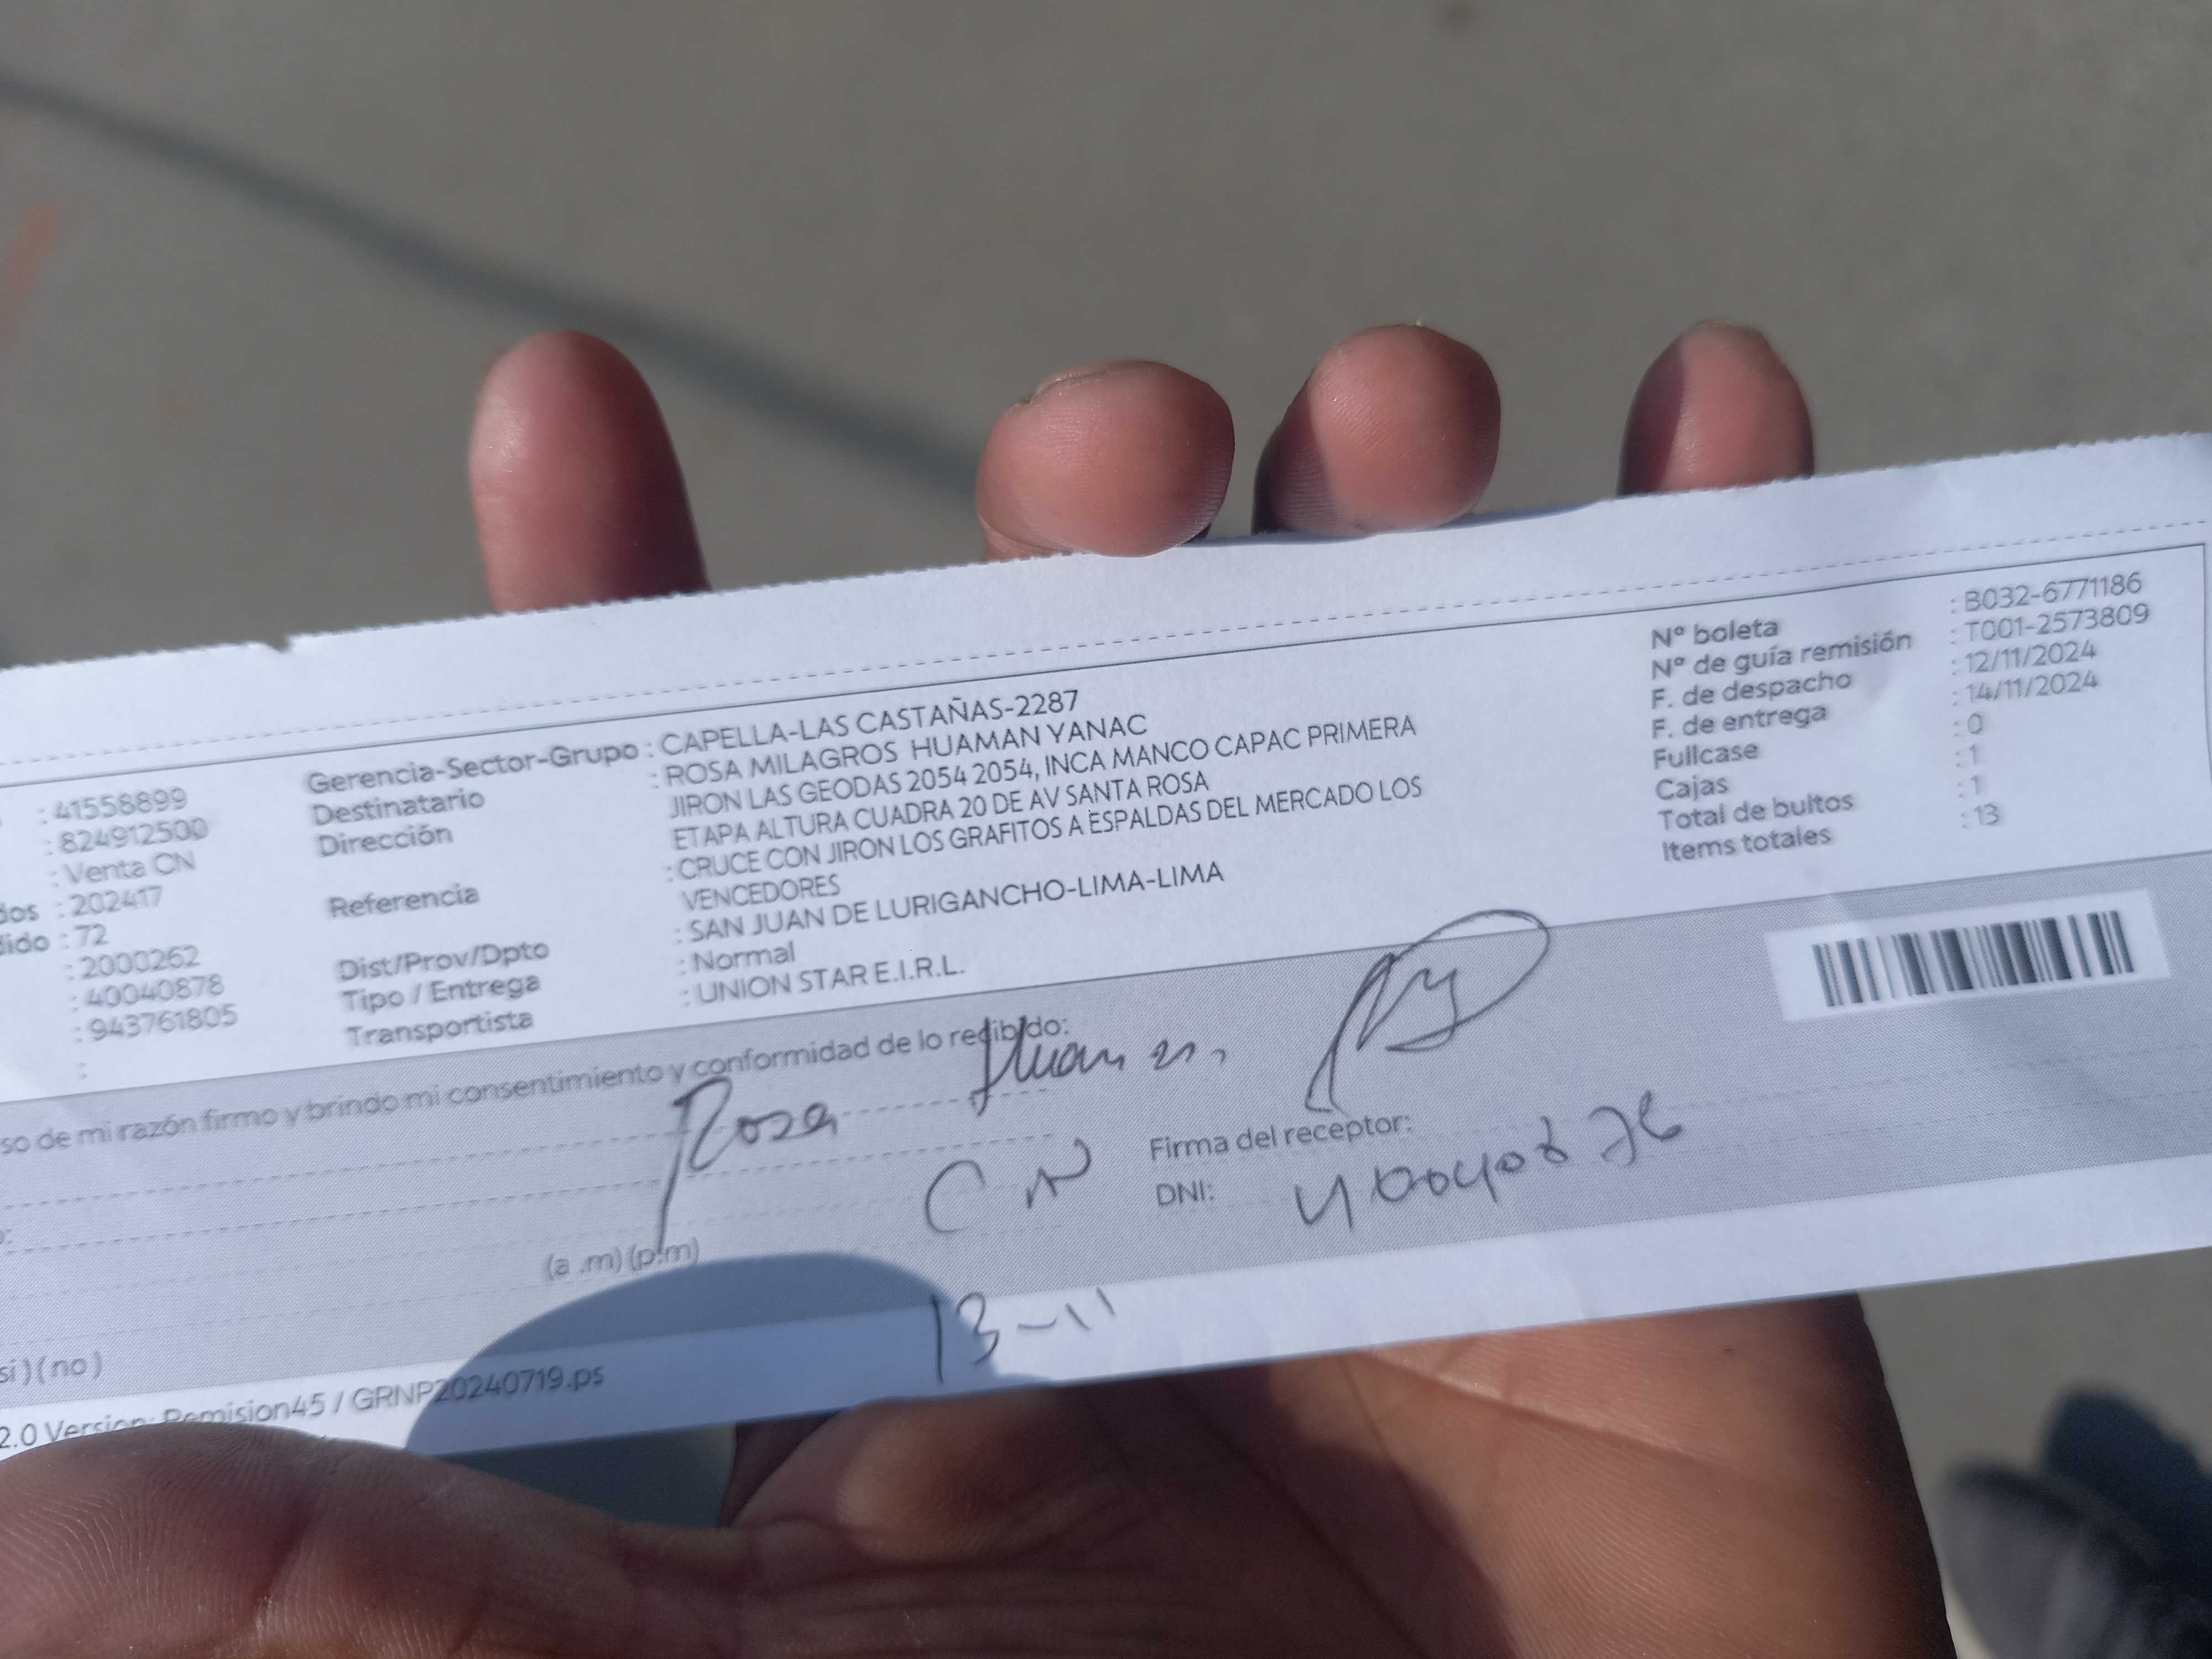 : 41558899
: 824912500
: Venta CN
dos : 202417
dido : 72
: 2000262
: 40040878
: 943761805
:
Gerencia-Sector-Grupo : CAPELLA-LAS CASTAÑAS-2287
Destinatario : ROSA MILAGROS HUAMAN YANAC
Dirección JIRON LAS GEODAS 2054 2054, INCA MANCO CAPAC PRIMERA
ETAPA ALTURA CUADRA 20 DE AV SANTA ROSA
Referencia : CRUCE CON JIRON LOS GRAFITOS A ESPALDAS DEL MERCADO LOS
VENCEDORES
Dist/Prov/Dpto : SAN JUAN DE LURIGANCHO-LIMA-LIMA
Tipo / Entrega : Normal
Transportista : UNION STAR E.I.R.L.
Nº boleta : B032-6771186
Nº de guía remisión : T001-2573809
F. de despacho : 12/11/2024
F. de entrega : 14/11/2024
Fullcase : 0
Cajas : 1
Total de bultos : 1
Items totales : 13
so de mi razón firmo y brindo mi consentimiento y conformidad de lo recibido:
Rosa Huaman
CN
Firma del receptor:
DNI:
(a .m) (p.m)
13-11
si ) ( no )
2.0 Version: Remision45 / GRNP20240719.ps